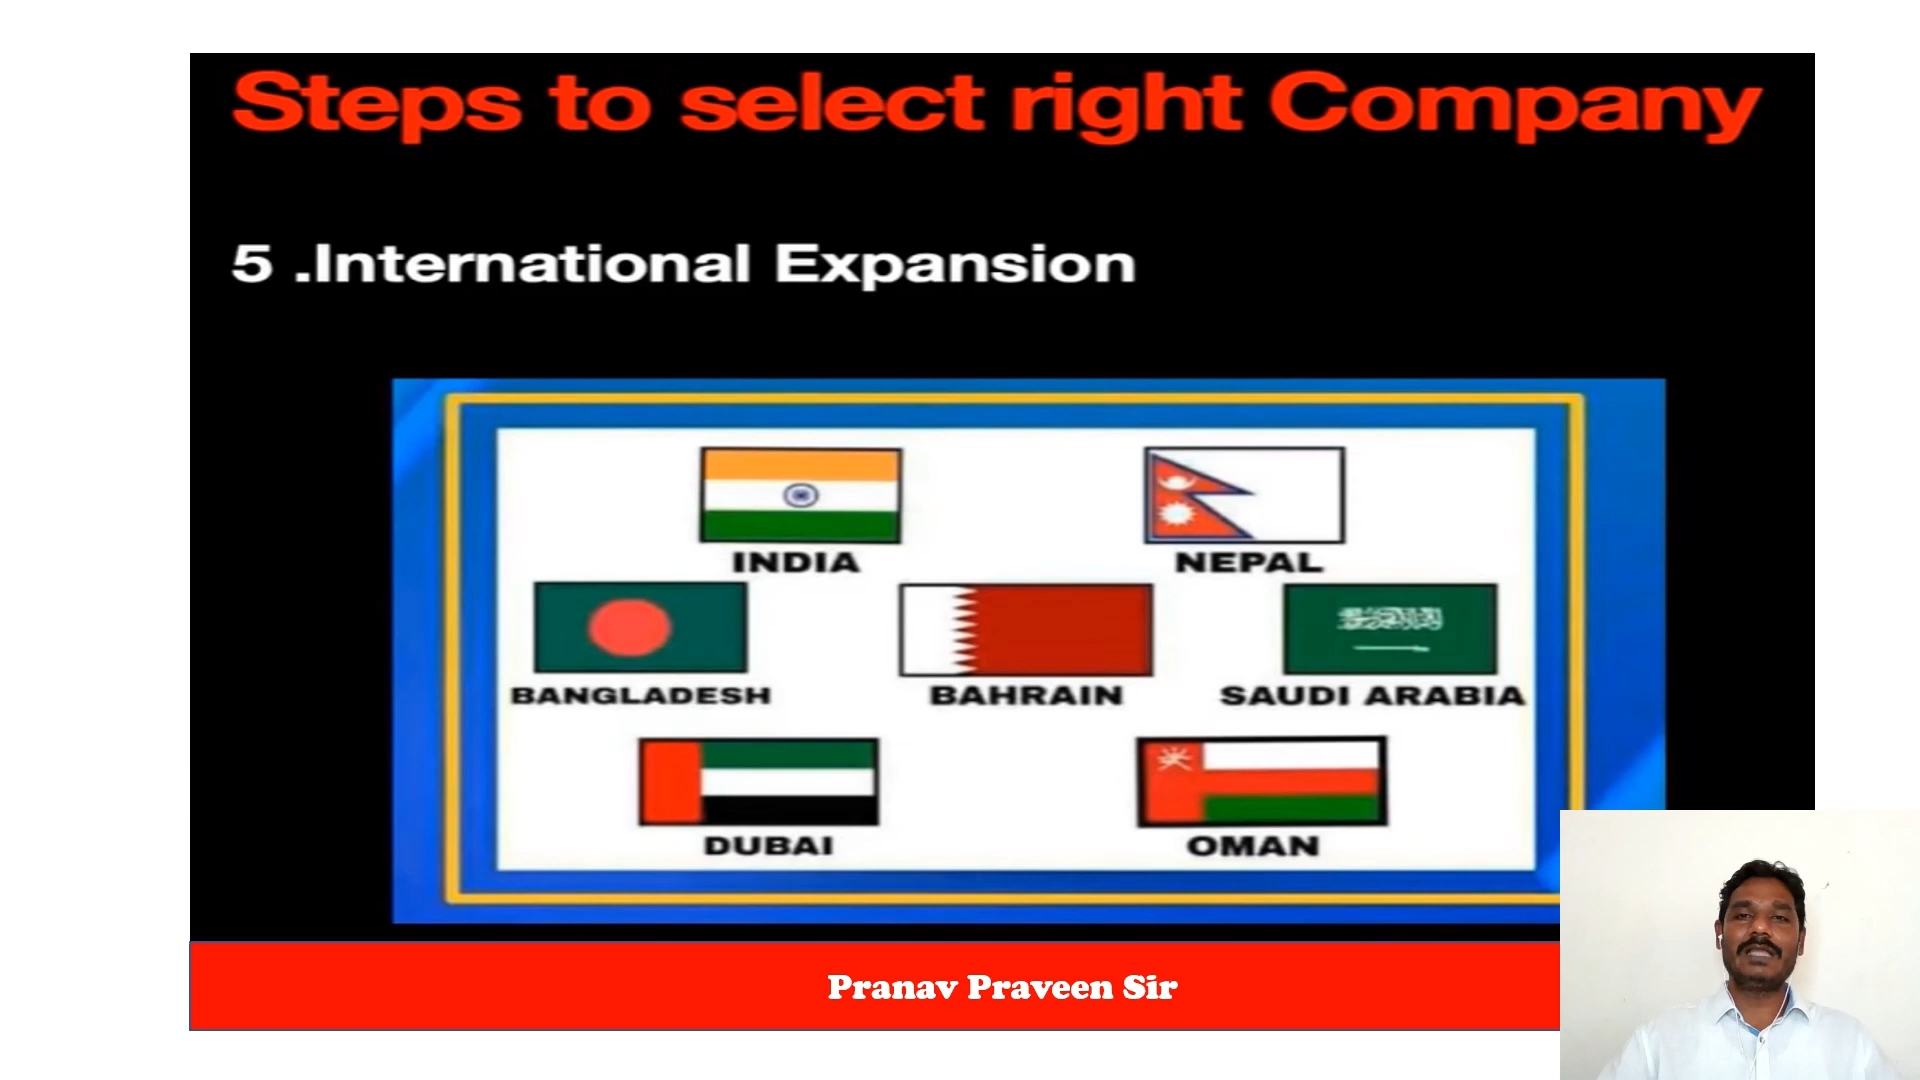 Steps to select right Company
5 .International Expansion
INDIA
NEPAL
BANGLADESH
BAHRAIN
SAUDI ARABIA
DUBAI
OMAN
Pranav Praveen Sir